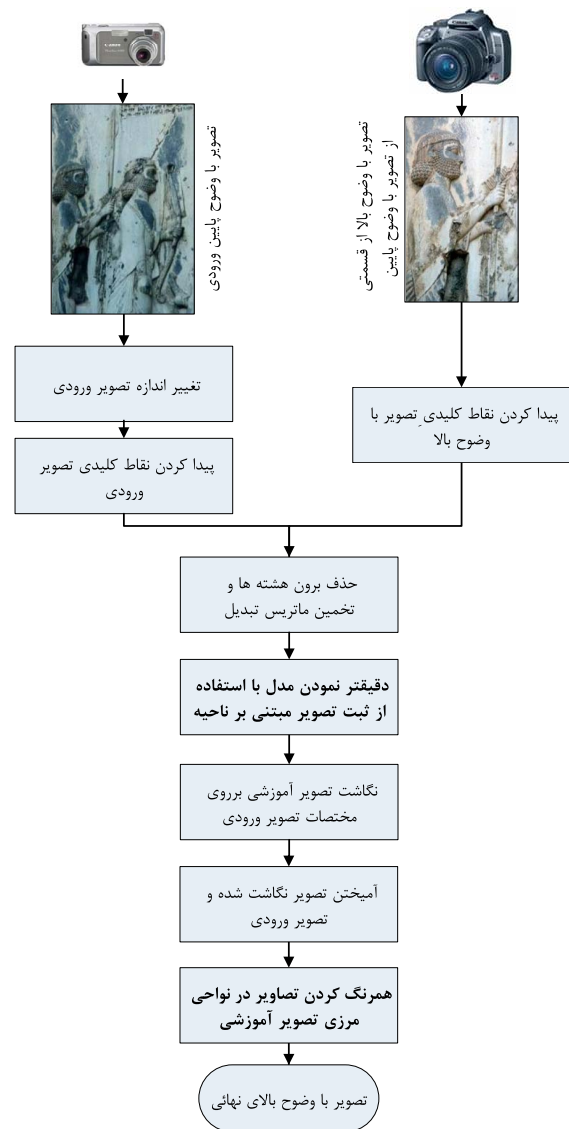 Canon
Canon
تصویر با وضوح پایین ورودی
تصویر با وضوح بالا از قسمتی
از تصویر با وضوح پایین
تغییر اندازه تصویر ورودی
پیدا کردن نقاط کلیدی تصویر
ورودی
پیدا کردن نقاط کلیدیِ تصویر با
وضوح بالا
حذف برون هشته ها و
تخمین ماتریس تبدیل
دقیقتر نمودن مدل با استفاده
از ثبت تصویر مبتنی بر ناحیه
نگاشت تصویر آموزشی برروی
مختصات تصویر ورودی
آمیختن تصویر نگاشت شده و
تصویر ورودی
همرنگ کردن تصاویر در نواحی
مرزی تصویر آموزشی
تصویر با وضوح بالای نهائی